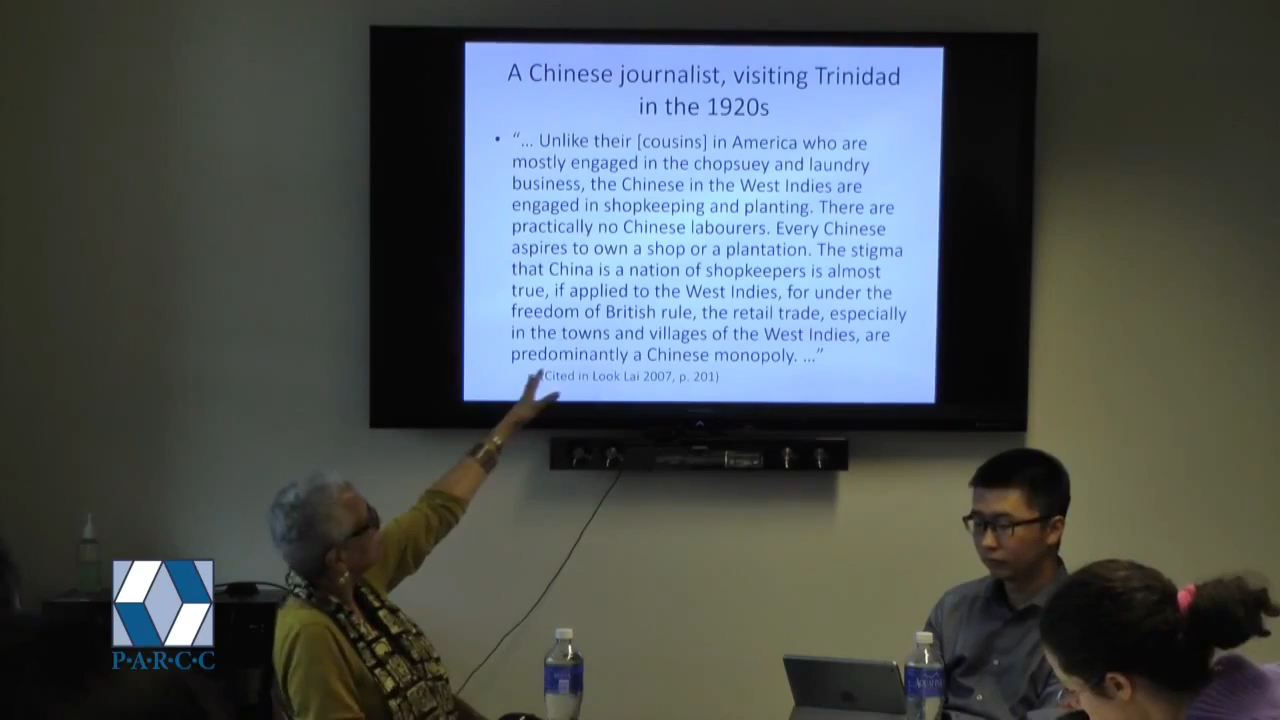 A Chinese journalist, visiting Trinidad
in the 1920s
• “... Unlike their [cousins] in America who are
mostly engaged in the chopsuey and laundry
business, the Chinese in the West Indies are
engaged in shopkeeping and planting. There are
practically no Chinese labourers. Every Chinese
aspires to own a shop or a plantation. The stigma
that China is a nation of shopkeepers is almost
true, if applied to the West Indies, for under the
freedom of British rule, the retail trade, especially
in the towns and villages of the West Indies, are
predominantly a Chinese monopoly. ...”
(Cited in Look Lai 2007, p. 201)
P·A·R·C·C